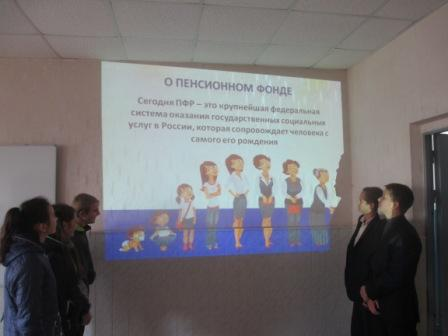 О ПЕНСИОННОМ ФОНДЕ
Сегодня ПФР – это крупнейшая федеральная
система оказания государственных социальных
услуг в России, которая сопровождает человека с
самого его рождения